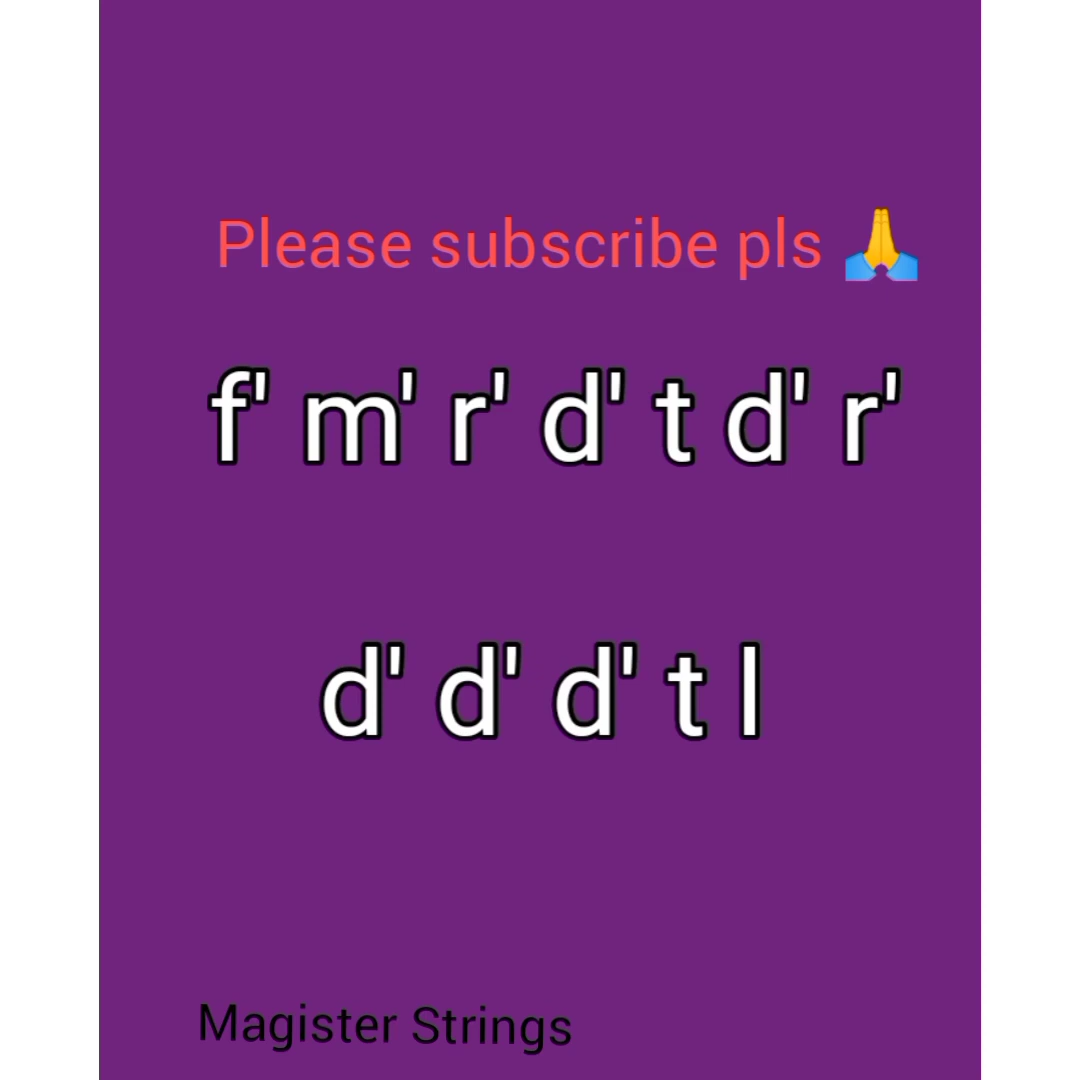 Please subscribe pls 🙏
f' m' r' d' t d' r'
d' d' d' t l
Magister Strings